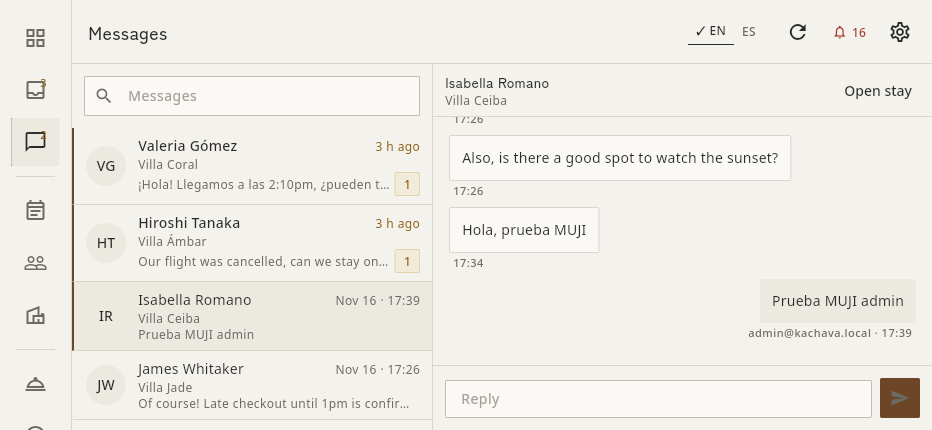 Messages
✓ EN
ES
16
3
2
Messages
Valeria Gómez
3 h ago
VG
Villa Coral
¡Hola! Llegamos a las 2:10pm, ¿pueden t…
1
Hiroshi Tanaka
3 h ago
HT
Villa Ámbar
Our flight was cancelled, can we stay on…
1
Isabella Romano
Nov 16 · 17:39
IR
Villa Ceiba
Prueba MUJI admin
James Whitaker
Nov 16 · 17:26
JW
Villa Jade
Of course! Late checkout until 1pm is confir…
Isabella Romano
Villa Ceiba
Open stay
17:26
Also, is there a good spot to watch the sunset?
17:26
Hola, prueba MUJI
17:34
Prueba MUJI admin
admin@kachava.local · 17:39
Reply